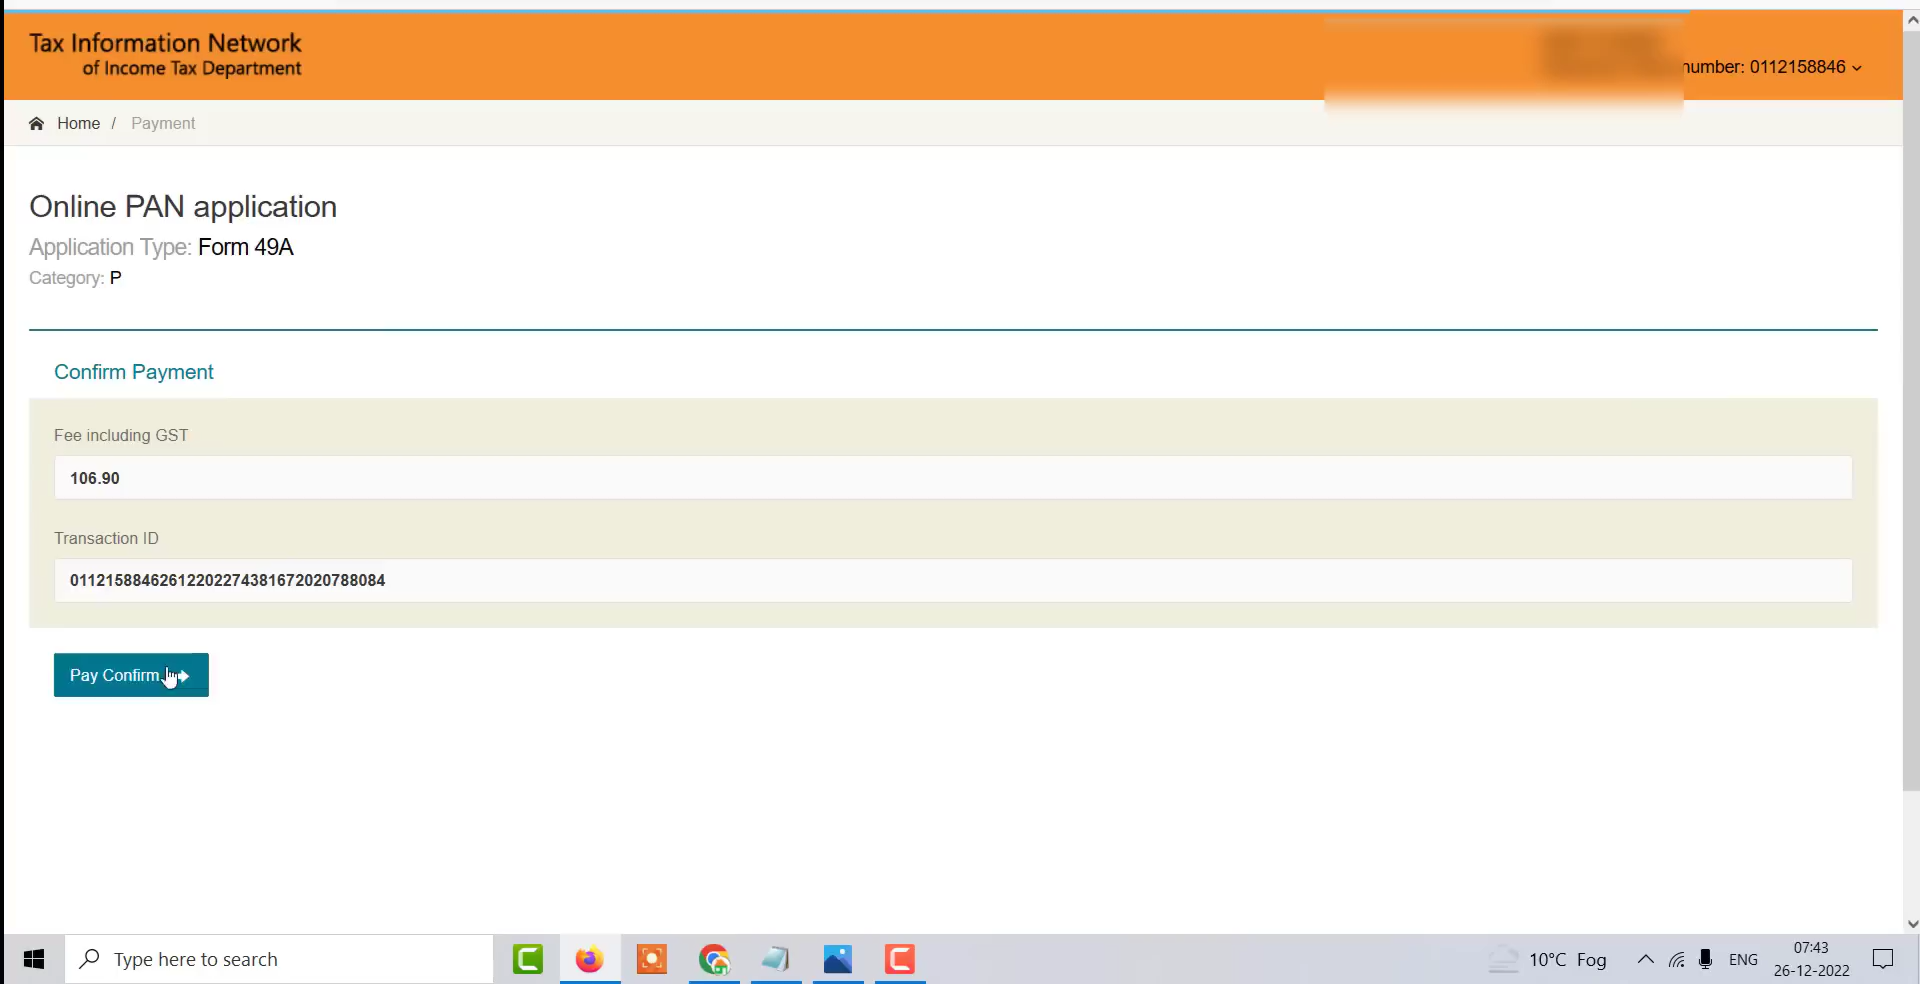 Tax Information Network
of Income Tax Department
number: 0112158846
Home / Payment
Online PAN application
Application Type: Form 49A
Category: P
Confirm Payment
Fee including GST
106.90
Transaction ID
0112158846261220227438167202078​8084
Pay Confirm
Type here to search
10°C Fog
ENG
07:43
26-12-2022